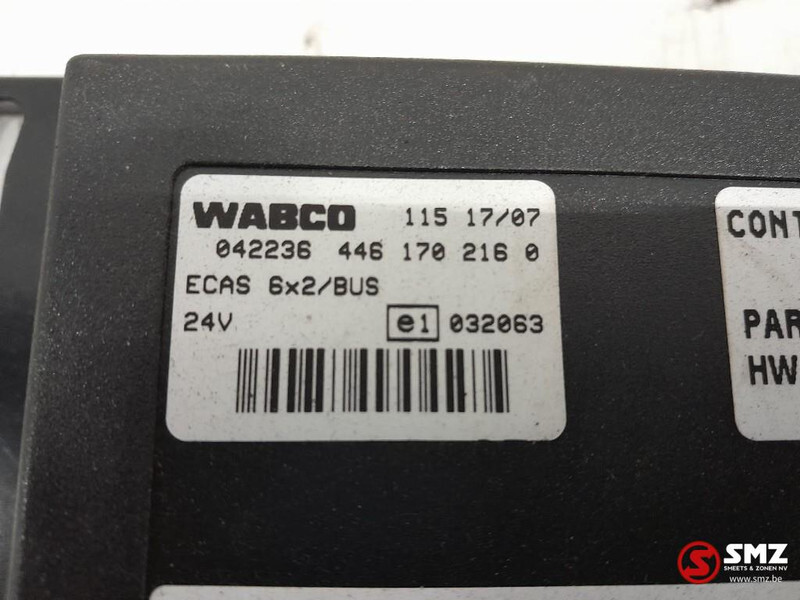 WABCO 115 17/07
042236 446 170 216 0
ECAS 6x2/BUS
24V e1 032063
CONT
PAR
HW
SMZ
SMEETS & ZONEN NV
www.smz.be